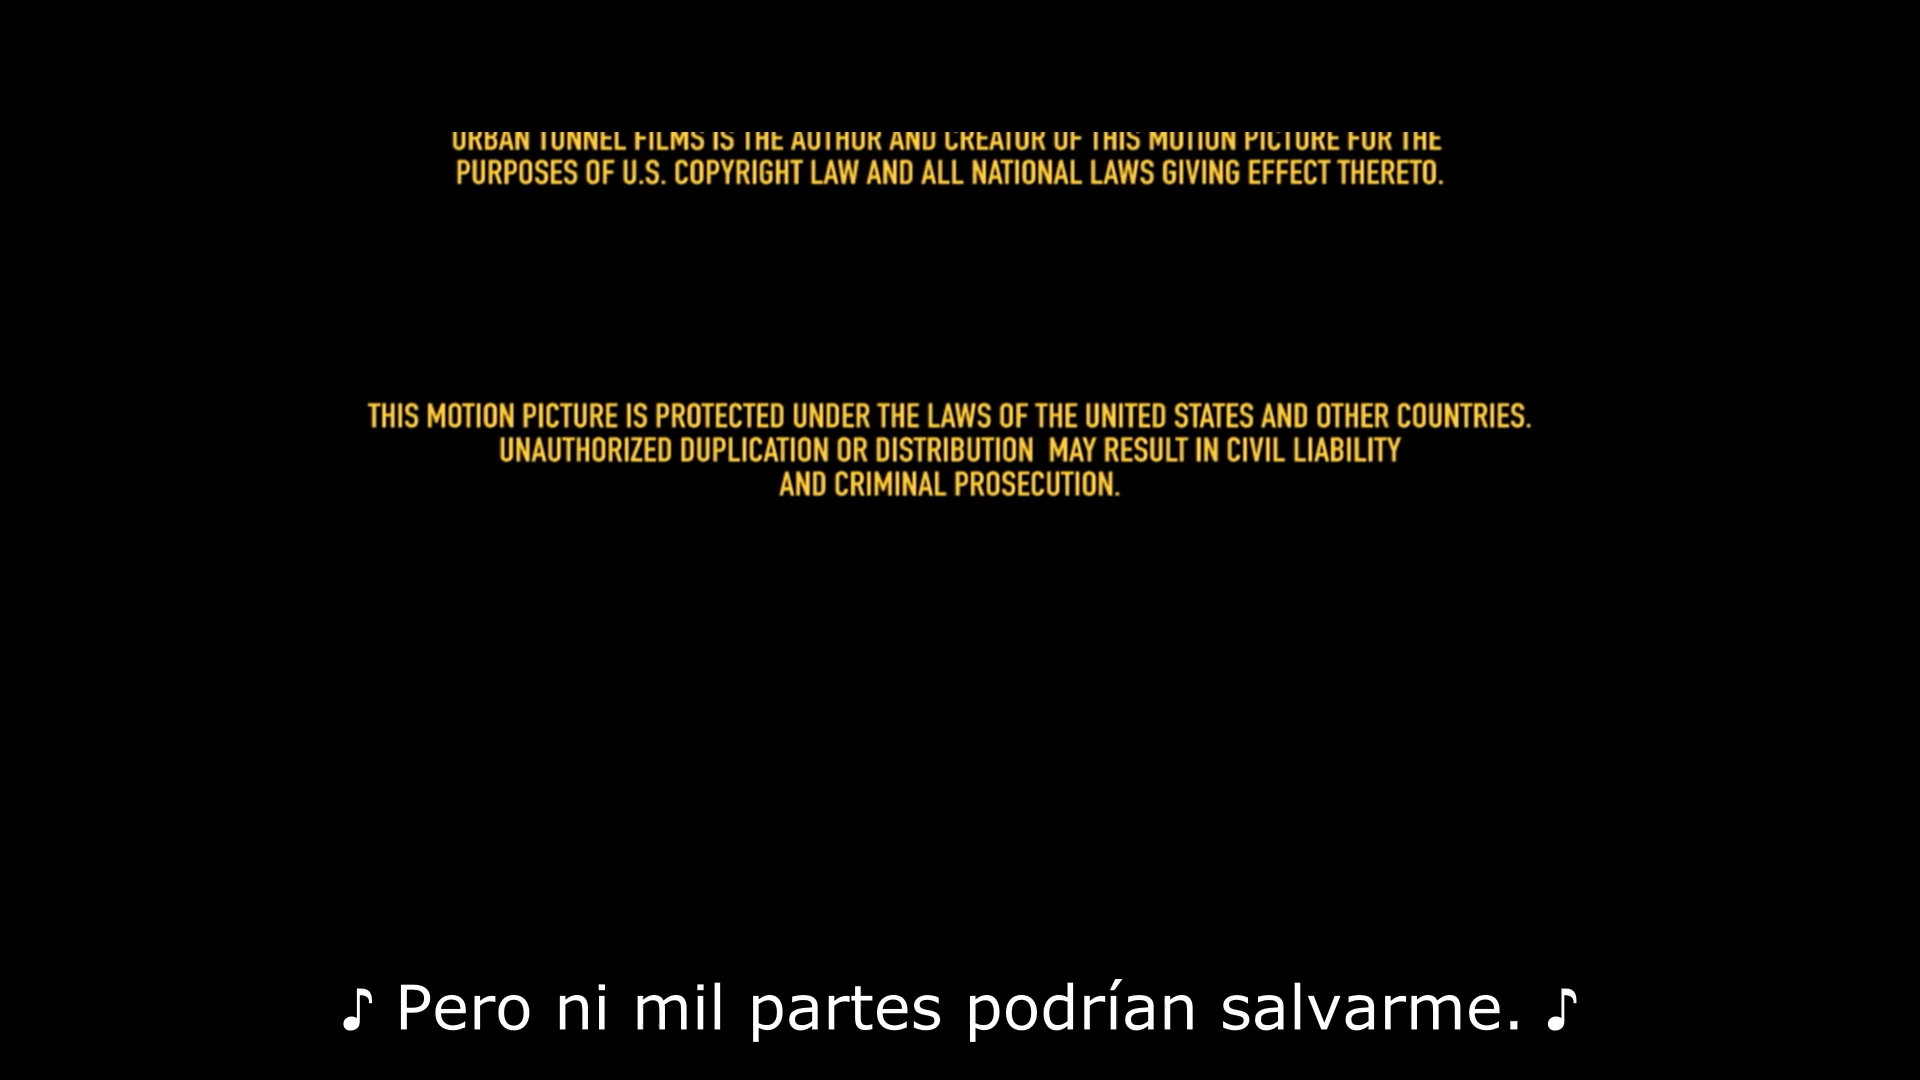 URBAN TUNNEL FILMS IS THE AUTHOR AND CREATOR OF THIS MOTION PICTURE FOR THE
PURPOSES OF U.S. COPYRIGHT LAW AND ALL NATIONAL LAWS GIVING EFFECT THERETO.
THIS MOTION PICTURE IS PROTECTED UNDER THE LAWS OF THE UNITED STATES AND OTHER COUNTRIES.
UNAUTHORIZED DUPLICATION OR DISTRIBUTION  MAY RESULT IN CIVIL LIABILITY
AND CRIMINAL PROSECUTION.
♪ Pero ni mil partes podrían salvarme. ♪